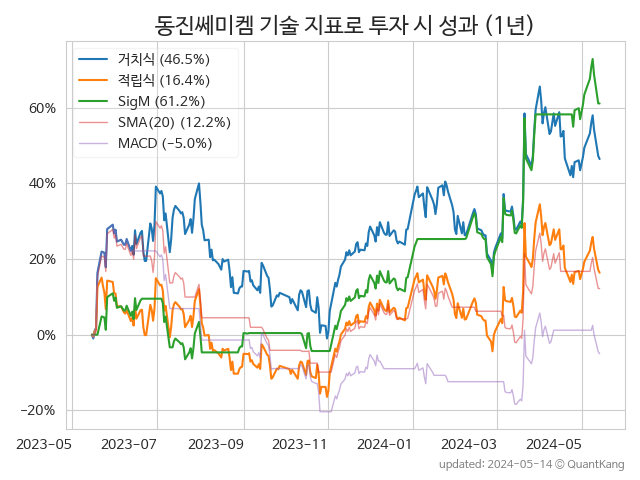 동진쎄미켐 기술 지표로 투자 시 성과 (1년)
거치식 (46.5%)
적립식 (16.4%)
SigM (61.2%)
SMA(20) (12.2%)
MACD (−5.0%)
60%
40%
20%
0%
−20%
2023-05 2023-07 2023-09 2023-11 2024-01 2024-03 2024-05
updated: 2024-05-14 ⓒ QuantKang